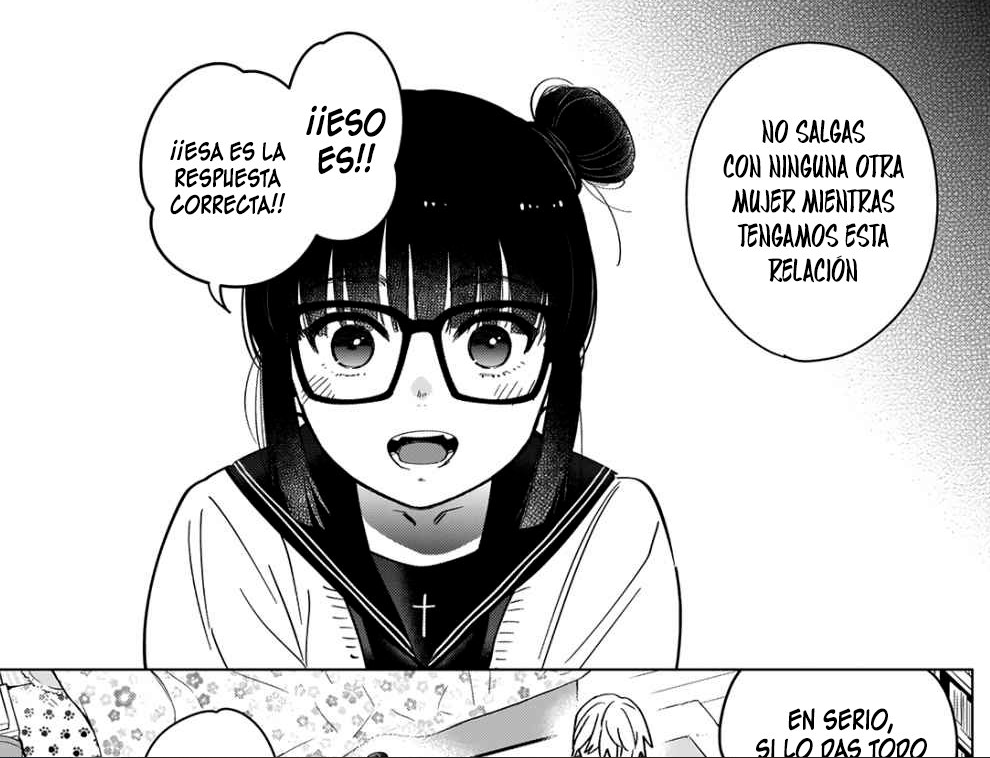 NO SALGAS
CON NINGUNA OTRA
MUJER MIENTRAS
TENGAMOS ESTA
RELACIÓN
¡¡ESO
ES!!
¡¡ESA ES LA
RESPUESTA
CORRECTA!!
EN SERIO,
SI LO DAS TODO